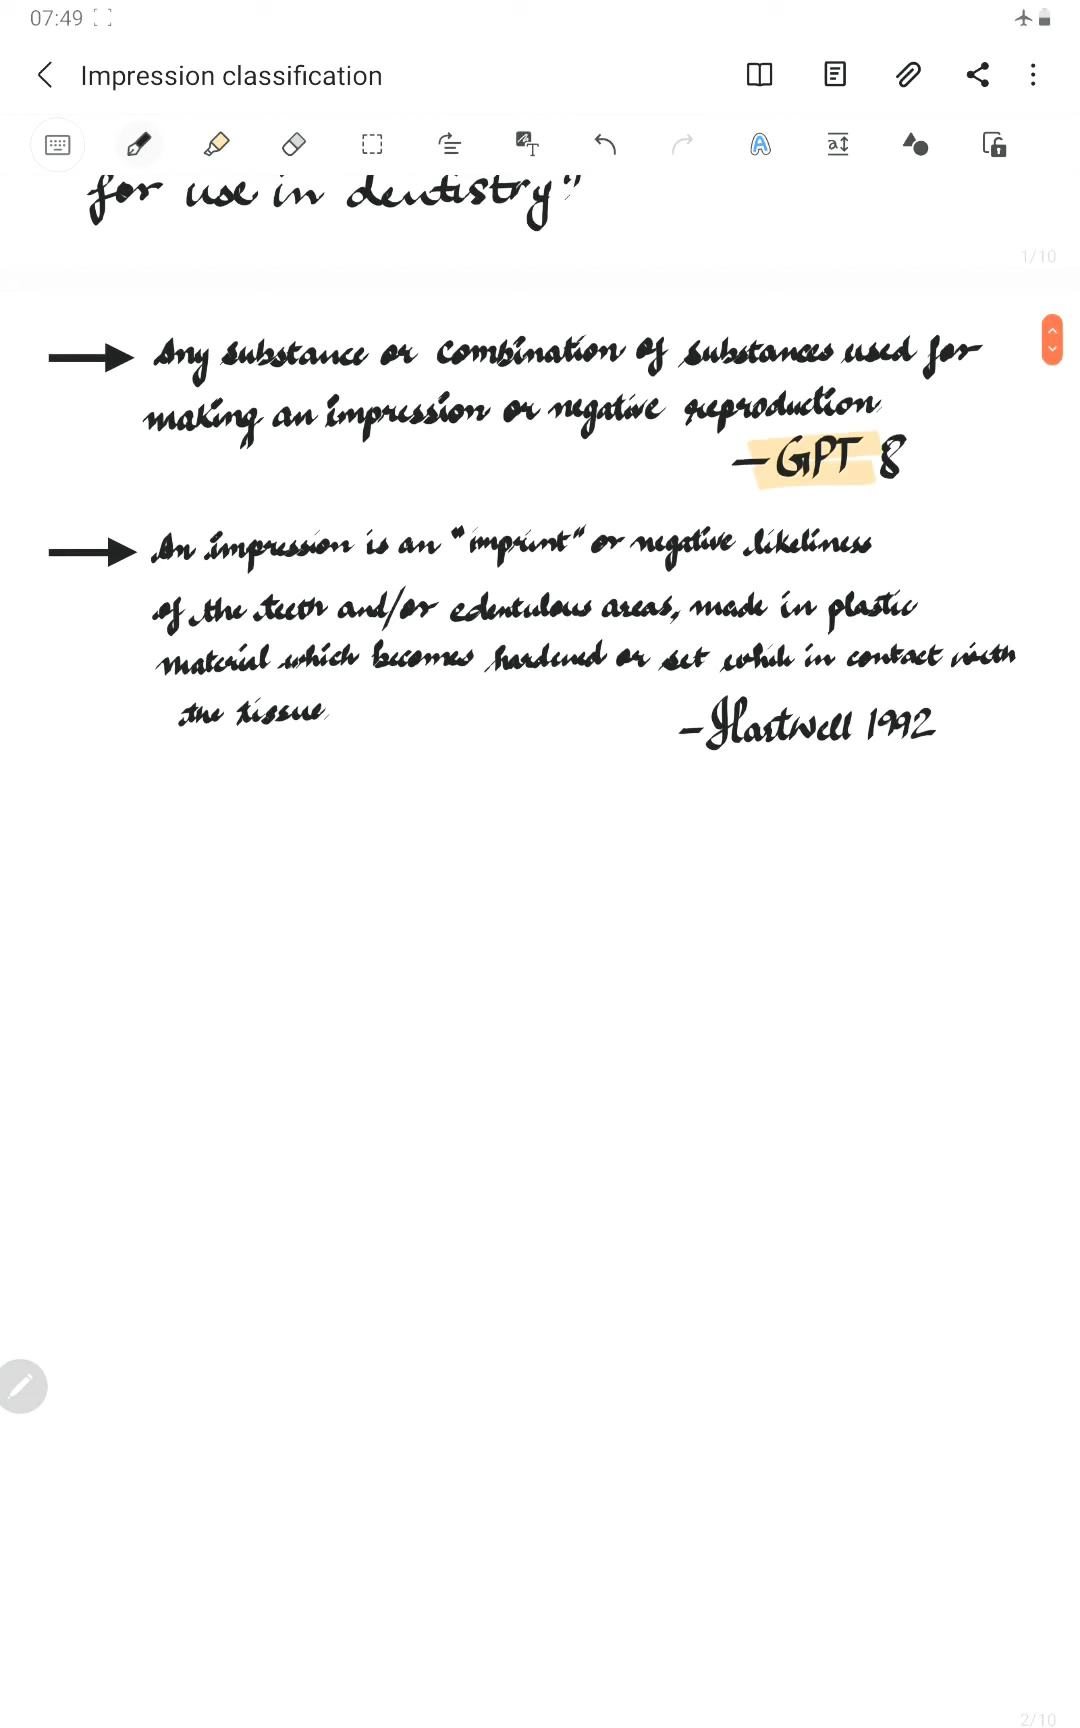 07:49
Impression classification
for use in dentistry"
1/10
Any substance or combination of substances used for
making an impression or negative reproduction
- GPT 8
An impression is an "imprint" or negative likeliness
of the teeth and/or edentulous areas, made in plastic
material which becomes hardened or set while in contact with
the tissue.
- Hartwell 1992
2/10